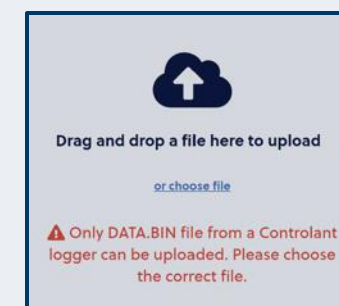 Drag and drop a file here to upload
or choose file
Only DATA.BIN file from a Controlant
logger can be uploaded. Please choose
the correct file.